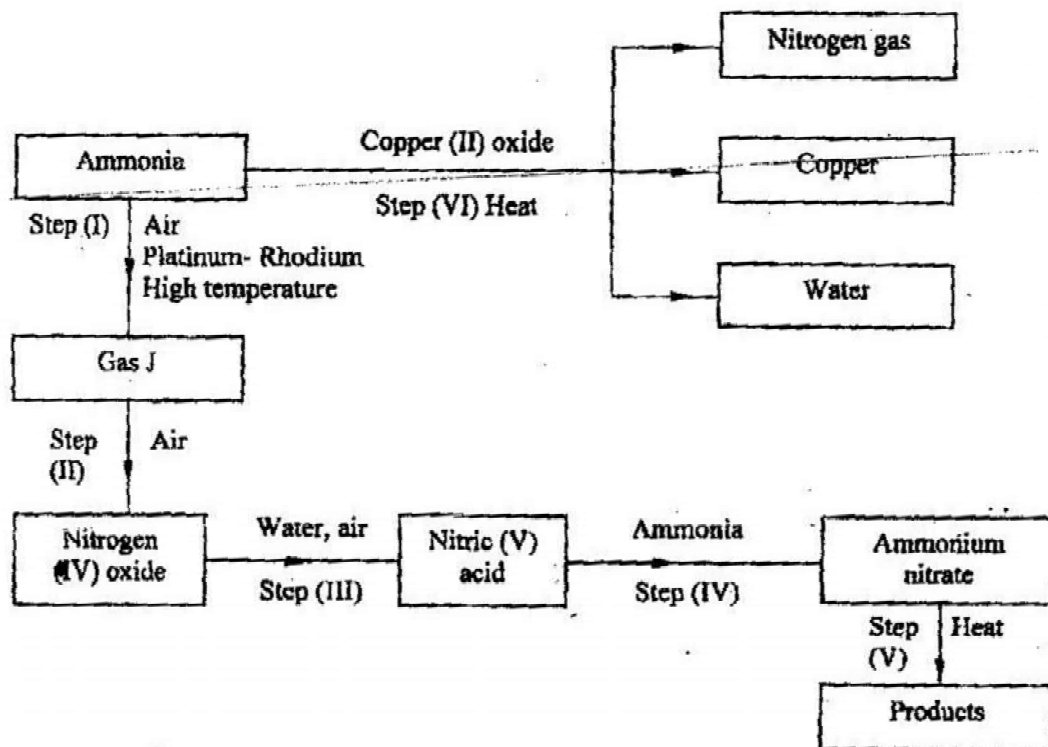 Nitrogen gas
Ammonia
Copper (II) oxide
Step (VI) Heat
Copper
Step (I)
Air
Platinum- Rhodium
High temperature
Water
Gas J
Step
(II)
Air
Nitrogen
(IV) oxide
Water, air
Step (III)
Nitric (V)
acid
Ammonia
Step (IV)
Ammonium
nitrate
Step
(V)
Heat
Products